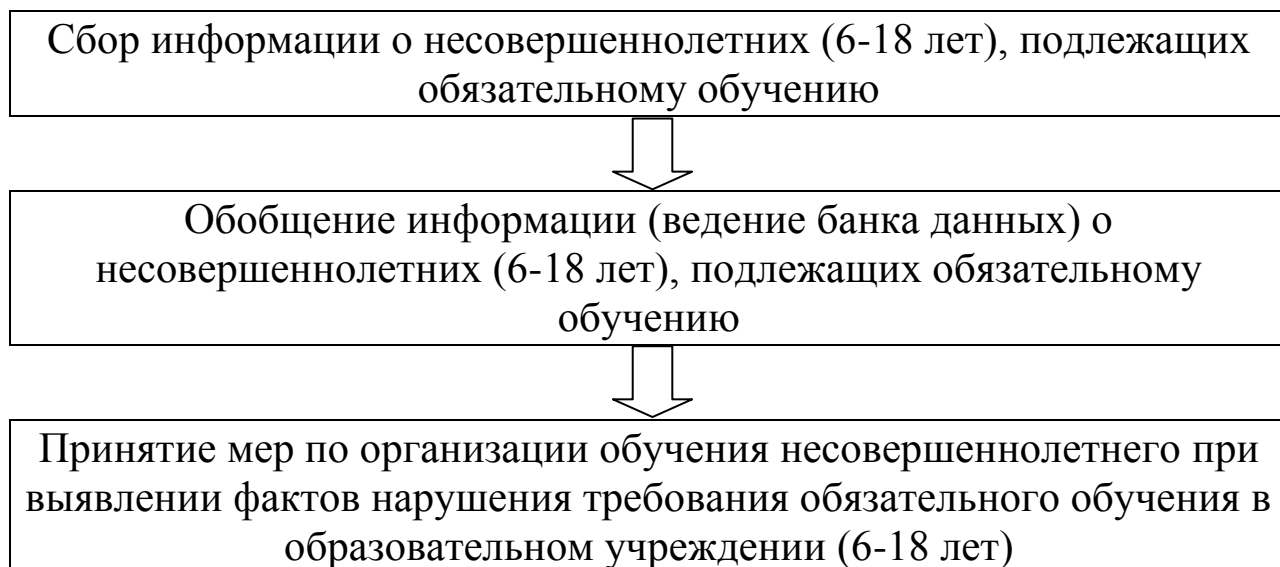 Сбор информации о несовершеннолетних (6-18 лет), подлежащих
обязательному обучению
Обобщение информации (ведение банка данных) о
несовершеннолетних (6-18 лет), подлежащих обязательному
обучению
Принятие мер по организации обучения несовершеннолетнего при
выявлении фактов нарушения требования обязательного обучения в
образовательном учреждении (6-18 лет)